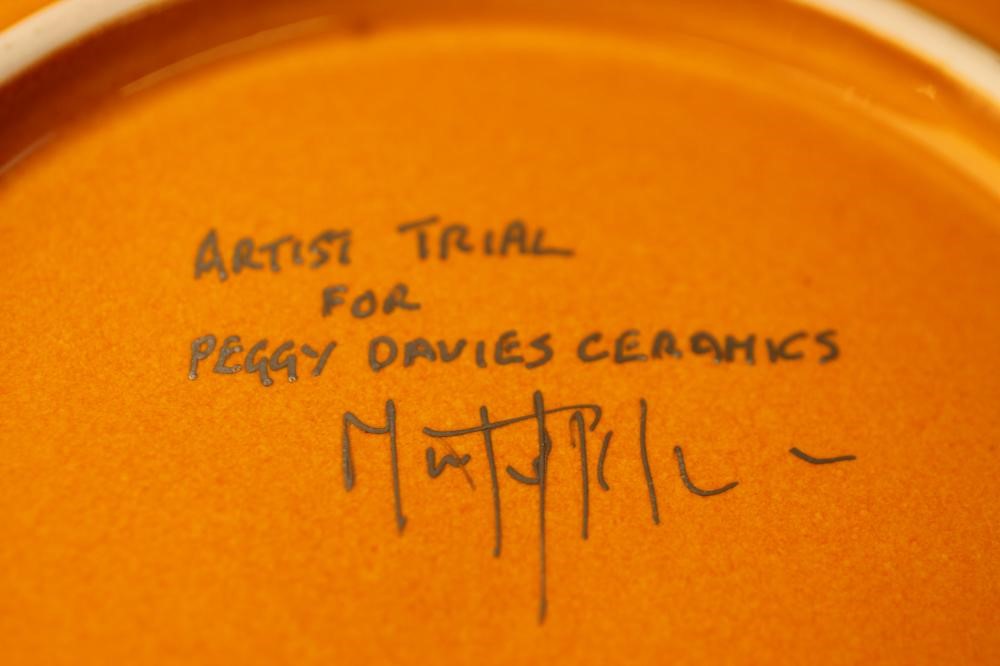 ARTIST TRIAL
FOR
PEGGY DAVIES CERAMICS